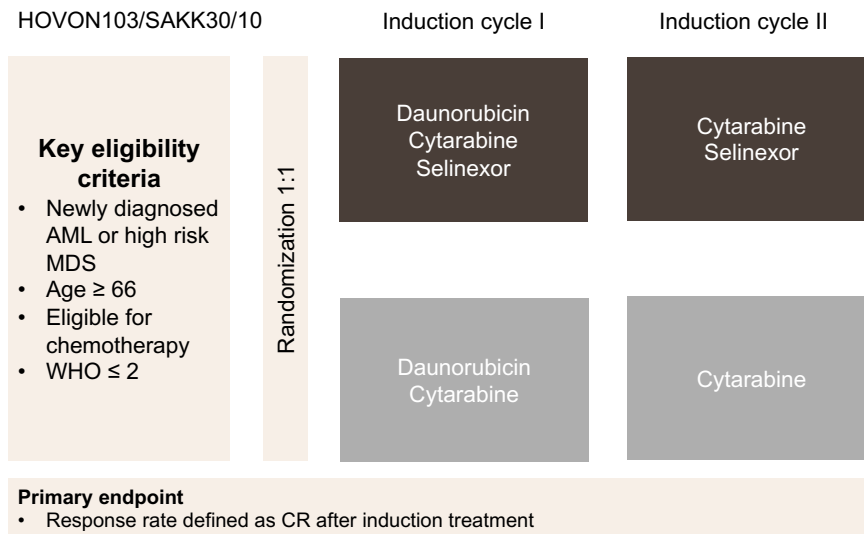 HOVON103/SAKK30/10
Induction cycle I
Induction cycle II
Key eligibility
criteria
• Newly diagnosed
AML or high risk
MDS
• Age ≥ 66
• Eligible for
chemotherapy
• WHO ≤ 2
Randomization 1:1
Daunorubicin
Cytarabine
Selinexor
Cytarabine
Selinexor
Daunorubicin
Cytarabine
Cytarabine
Primary endpoint
• Response rate defined as CR after induction treatment